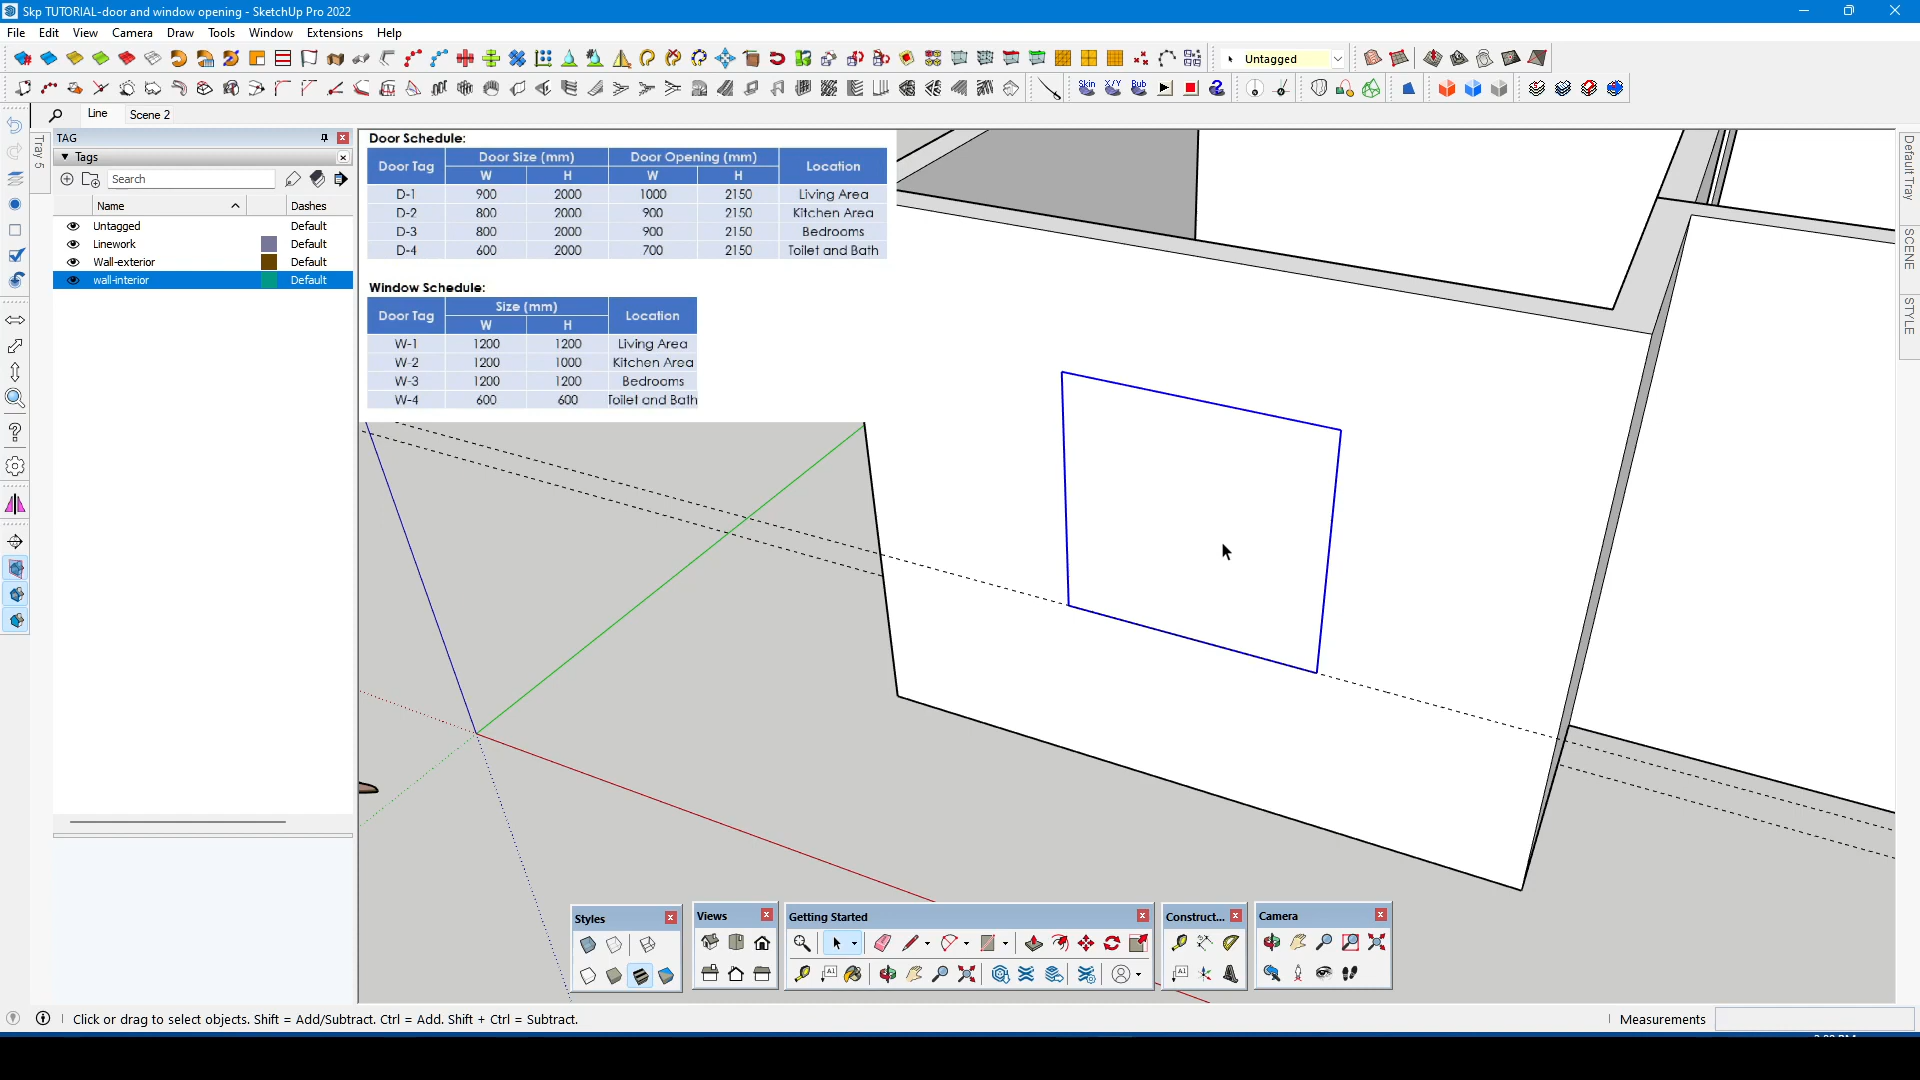 Skp TUTORIAL-door and window opening - SketchUp Pro 2022
File Edit View Camera Draw Tools Window Extensions Help
Untagged
Skin X/Y Bub
Line Scene 2
TAG
Tray 5
Tags
Search
Name Dashes
Untagged Default
Linework Default
Wall-exterior Default
wall-interior Default
Door Schedule:
Door Tag Door Size (mm) Door Opening (mm) Location
W H W H
D-1 900 2000 1000 2150 Living Area
D-2 800 2000 900 2150 Kitchen Area
D-3 800 2000 900 2150 Bedrooms
D-4 600 2000 700 2150 Toilet and Bath
Window Schedule:
Door Tag Size (mm) Location
W H
W-1 1200 1200 Living Area
W-2 1200 1000 Kitchen Area
W-3 1200 1200 Bedrooms
W-4 600 600 Toilet and Bath
Default Tray
SCENE
STYLE
Styles
Views
Getting Started
Construct...
Camera
Click or drag to select objects. Shift = Add/Subtract. Ctrl = Add. Shift + Ctrl = Subtract.
Measurements